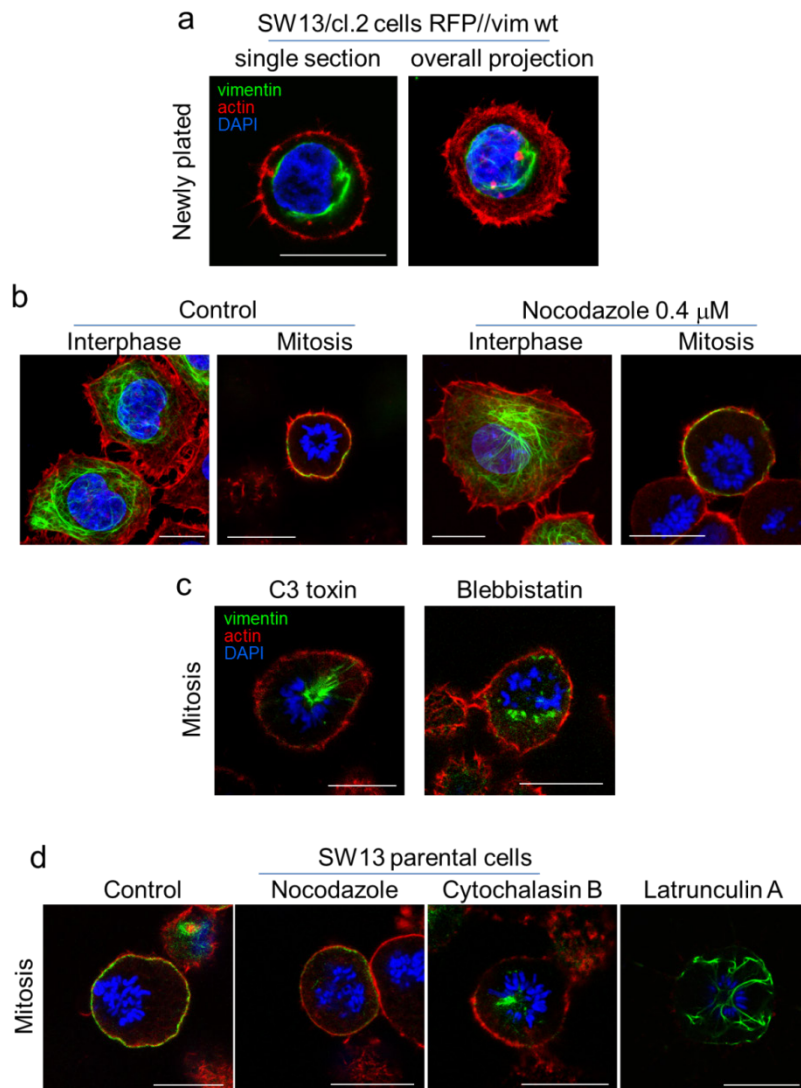 a
SW13/cl.2 cells RFP//vim wt
single section overall projection
vimentin
actin
DAPI
Newly plated
b
Control Nocodazole 0.4 μM
Interphase Mitosis Interphase Mitosis
c
C3 toxin Blebbistatin
vimentin
actin
DAPI
Mitosis
d
SW13 parental cells
Control Nocodazole Cytochalasin B Latrunculin A
Mitosis